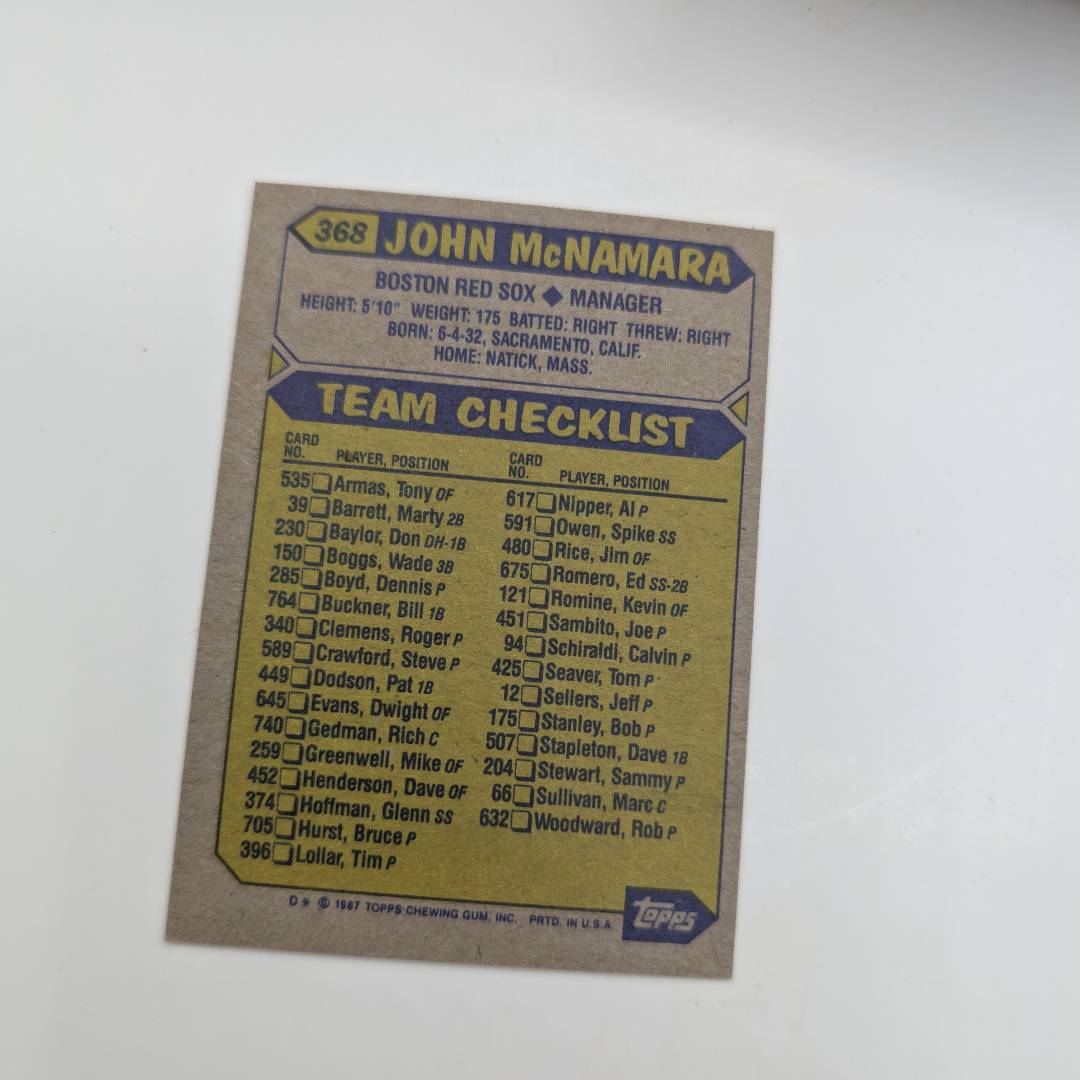 368 JOHN McNAMARA
BOSTON RED SOX ◆ MANAGER
HEIGHT: 5'10" WEIGHT: 175 BATTED: RIGHT THREW: RIGHT
BORN: 6-4-32, SACRAMENTO, CALIF.
HOME: NATICK, MASS.
TEAM CHECKLIST
CARD NO. PLAYER, POSITION
535 Armas, Tony OF
39 Barrett, Marty 2B
230 Baylor, Don DH-1B
150 Boggs, Wade 3B
285 Boyd, Dennis P
764 Buckner, Bill 1B
340 Clemens, Roger P
589 Crawford, Steve P
449 Dodson, Pat 1B
645 Evans, Dwight OF
740 Gedman, Rich C
259 Greenwell, Mike OF
452 Henderson, Dave OF
374 Hoffman, Glenn SS
705 Hurst, Bruce P
396 Lollar, Tim P
CARD NO. PLAYER, POSITION
617 Nipper, Al P
591 Owen, Spike SS
480 Rice, Jim OF
675 Romero, Ed SS-2B
121 Romine, Kevin OF
451 Sambito, Joe P
94 Schiraldi, Calvin P
425 Seaver, Tom P
12 Sellers, Jeff P
175 Stanley, Bob P
507 Stapleton, Dave 1B
204 Stewart, Sammy P
66 Sullivan, Marc C
632 Woodward, Rob P
D* © 1987 TOPPS CHEWING GUM, INC. PRTD. IN U.S.A.
topps